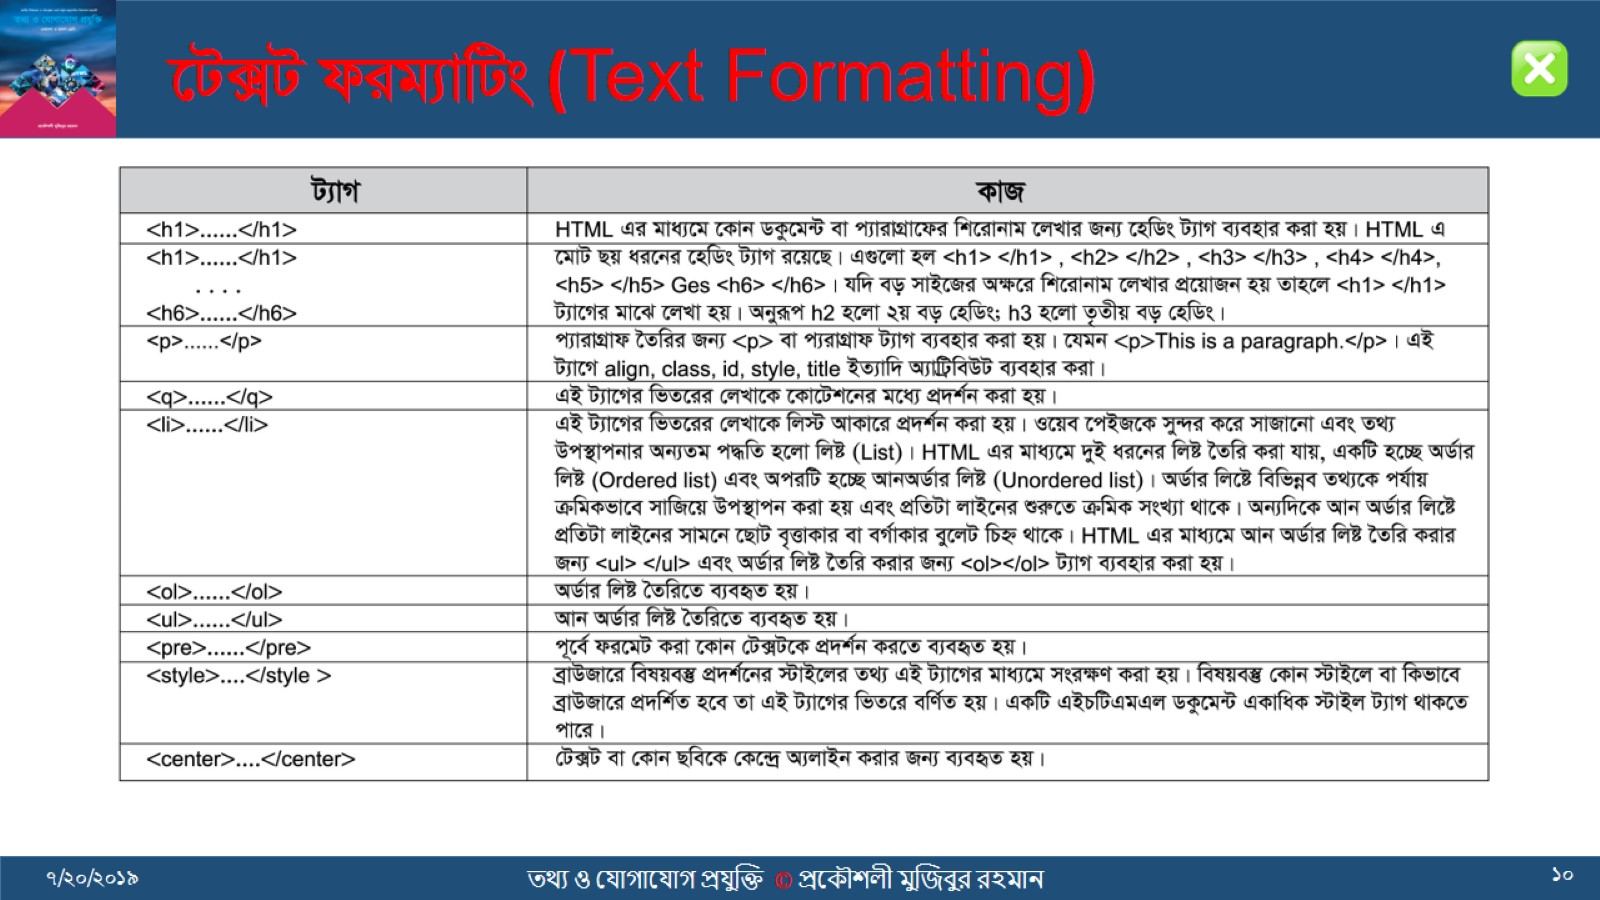 তথ্য ও যোগাযোগ প্রযুক্তি
টেক্সট ফরম্যাটিং (Text Formatting)
ট্যাগ
কাজ
<h1>......</h1>
HTML এর মাধ্যমে কোন ডকুমেন্ট বা প্যারাগ্রাফের শিরোনাম লেখার জন্য হেডিং ট্যাগ ব্যবহার করা হয়। HTML এ
<h1>......</h1>
. . . .
<h6>......</h6>
মোট ছয় ধরনের হেডিং ট্যাগ রয়েছে। এগুলো হল <h1> </h1> , <h2> </h2> , <h3> </h3> , <h4> </h4>,
<h5> </h5> Ges <h6> </h6>। যদি বড় সাইজের অক্ষরে শিরোনাম লেখার প্রয়োজন হয় তাহলে <h1> </h1>
ট্যাগের মাঝে লেখা হয়। অনুরূপ h2 হলো ২য় বড় হেডিং; h3 হলো তৃতীয় বড় হেডিং।
<p>......</p>
প্যারাগ্রাফ তৈরির জন্য <p> বা প্যরাগ্রাফ ট্যাগ ব্যবহার করা হয়। যেমন <p>This is a paragraph.</p>। এই
ট্যাগে align, class, id, style, title ইত্যাদি অ্যাট্রিবিউট ব্যবহার করা।
<q>......</q>
এই ট্যাগের ভিতরের লেখাকে কোটেশনের মধ্যে প্রদর্শন করা হয়।
<li>......</li>
এই ট্যাগের ভিতরের লেখাকে লিস্ট আকারে প্রদর্শন করা হয়। ওয়েব পেইজকে সুন্দর করে সাজানো এবং তথ্য
উপস্থাপনার অন্যতম পদ্ধতি হলো লিষ্ট (List)। HTML এর মাধ্যমে দুই ধরনের লিষ্ট তৈরি করা যায়, একটি হচ্ছে অর্ডার
লিষ্ট (Ordered list) এবং অপরটি হচ্ছে আনঅর্ডার লিষ্ট (Unordered list)। অর্ডার লিষ্টে বিভিন্নব তথ্যকে পর্যায়
ক্রমিকভাবে সাজিয়ে উপস্থাপন করা হয় এবং প্রতিটা লাইনের শুরুতে ক্রমিক সংখ্যা থাকে। অন্যদিকে আন অর্ডার লিষ্টে
প্রতিটা লাইনের সামনে ছোট বৃত্তাকার বা বর্গাকার বুলেট চিহ্ন থাকে। HTML এর মাধ্যমে আন অর্ডার লিষ্ট তৈরি করার
জন্য <ul> </ul> এবং অর্ডার লিষ্ট তৈরি করার জন্য <ol></ol> ট্যাগ ব্যবহার করা হয়।
<ol>......</ol>
অর্ডার লিষ্ট তৈরিতে ব্যবহৃত হয়।
<ul>......</ul>
আন অর্ডার লিষ্ট তৈরিতে ব্যবহৃত হয়।
<pre>......</pre>
পূর্বে ফরমেট করা কোন টেক্সটকে প্রদর্শন করতে ব্যবহৃত হয়।
<style>....</style >
ব্রাউজারে বিষয়বস্তু প্রদর্শনের স্টাইলের তথ্য এই ট্যাগের মাধ্যমে সংরক্ষণ করা হয়। বিষয়বস্তু কোন স্টাইলে বা কিভাবে
ব্রাউজারে প্রদর্শিত হবে তা এই ট্যাগের ভিতরে বর্ণিত হয়। একটি এইচটিএমএল ডকুমেন্ট একাধিক স্টাইল ট্যাগ থাকতে
পারে।
<center>....</center>
টেক্সট বা কোন ছবিকে কেন্দ্রে অ্যলাইন করার জন্য ব্যবহৃত হয়।
৭/২০/২০১৯
তথ্য ও যোগাযোগ প্রযুক্তি © প্রকৌশলী মুজিবুর রহমান
১০